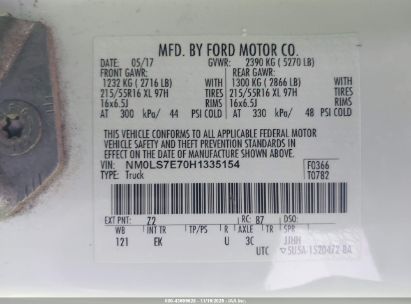 MFD. BY FORD MOTOR CO.
DATE: 05/17 GVWR: 2390 KG ( 5270 LB)
FRONT GAWR: REAR GAWR:
1232 KG ( 2716 LB) WITH 1300 KG ( 2866 LB) WITH
215/55R16 XL 97H TIRES 215/55R16 XL 97H TIRES
16x6.5J RIMS 16x6.5J RIMS
AT 300 kPa/ 44 PSI COLD AT 330 kPa/ 48 PSI COLD
THIS VEHICLE CONFORMS TO ALL APPLICABLE FEDERAL MOTOR
VEHICLE SAFETY AND THEFT PREVENTION STANDARDS IN
EFFECT ON THE DATE OF MANUFACTURE SHOWN ABOVE.
VIN: NM0LS7E70H1335154 F0366
TYPE: Truck T0782
EXT PNT: Z2 RC: 87 DSO:
WB INT TR TP/PS R AXLE TR SPR
121 EK U 3C JJHH
UTC